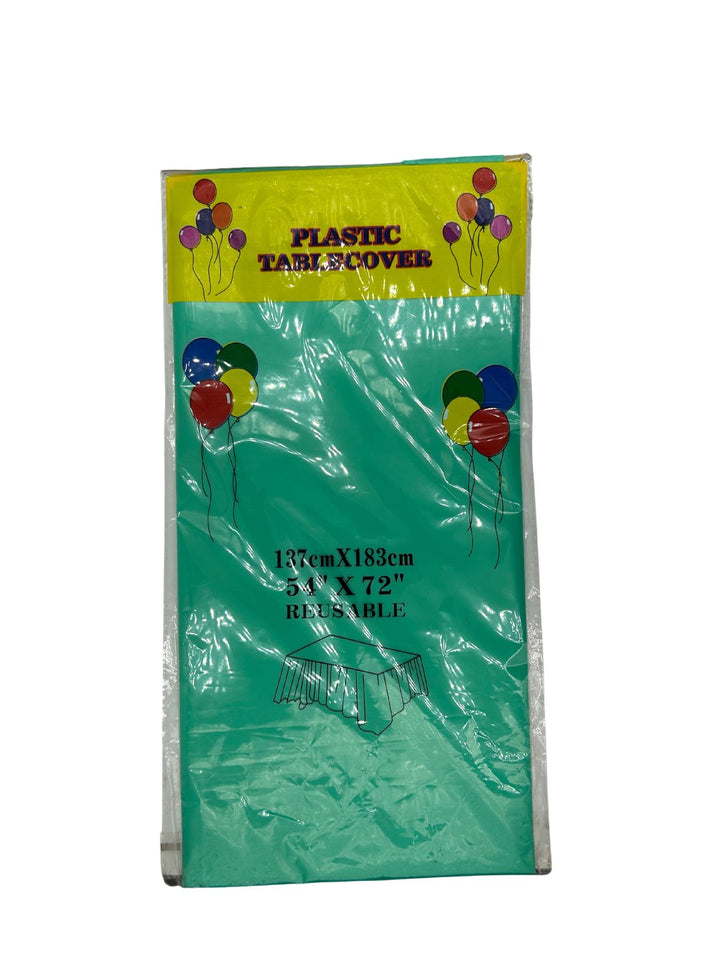 PLASTIC
TABLECOVER
137cmX183cm
54" X 72"
REUSABLE